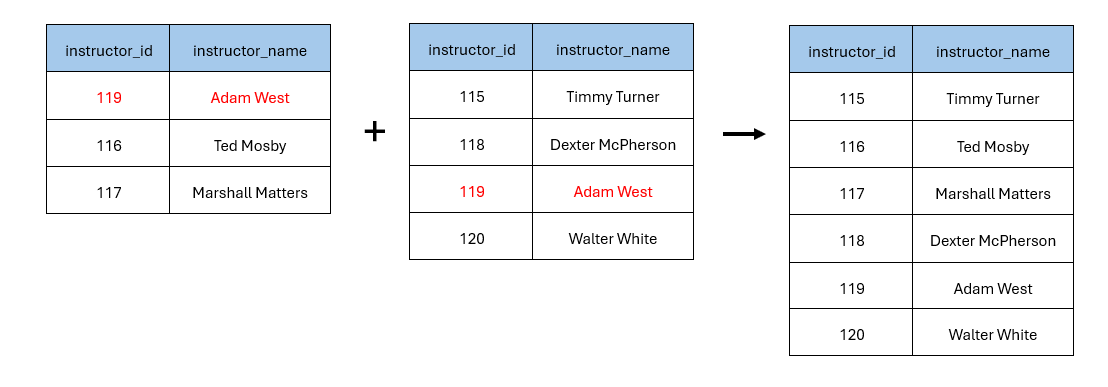 instructor_id instructor_name
119 Adam West
116 Ted Mosby
117 Marshall Matters
+
instructor_id instructor_name
115 Timmy Turner
118 Dexter McPherson
119 Adam West
120 Walter White
instructor_id instructor_name
115 Timmy Turner
116 Ted Mosby
117 Marshall Matters
118 Dexter McPherson
119 Adam West
120 Walter White